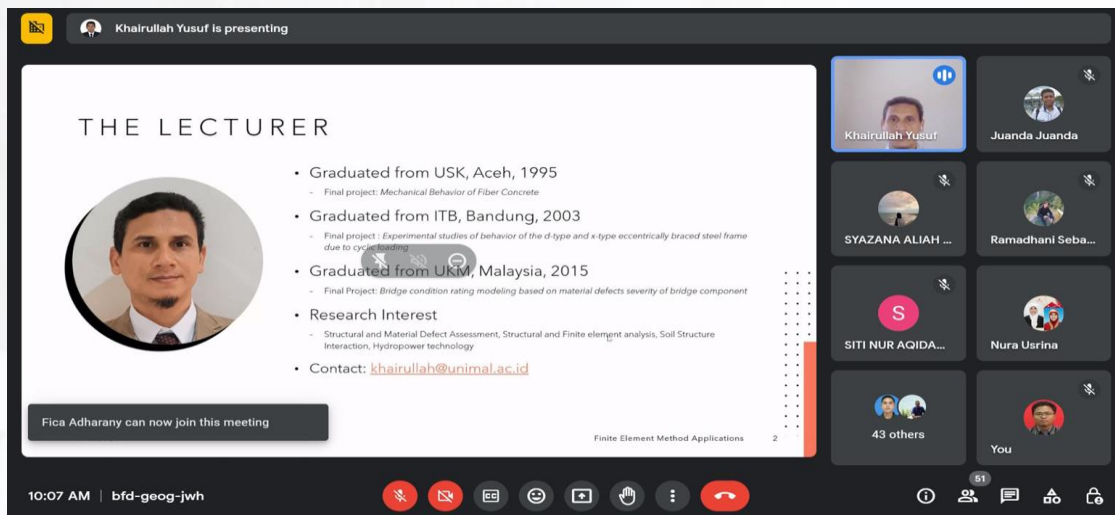 Khairullah Yusuf is presenting
THE LECTURER
• Graduated from USK, Aceh, 1995
- Final project: Mechanical Behavior of Fiber Concrete
• Graduated from ITB, Bandung, 2003
- Final project : Experimental studies of behavior of the d-type and x-type eccentrically braced steel frame
due to cyclic loading
• Graduated from UKM, Malaysia, 2015
- Final Project: Bridge condition rating modeling based on material defects severity of bridge component
• Research Interest
- Structural and Material Defect Assessment, Structural and Finite element analysis, Soil Structure
Interaction, Hydropower technology
• Contact: khairullah@unimal.ac.id
Finite Element Method Applications 2
Fica Adharany can now join this meeting
Khairullah Yusuf
Juanda Juanda
SYAZANA ALIAH ...
Ramadhani Seba...
S
SITI NUR AQIDA...
Nura Usrina
43 others
You
10:07 AM | bfd-geog-jwh
CC
51